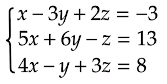 x - 3y + 2z = -3
5x + 6y - z = 13
4x - y + 3z = 8